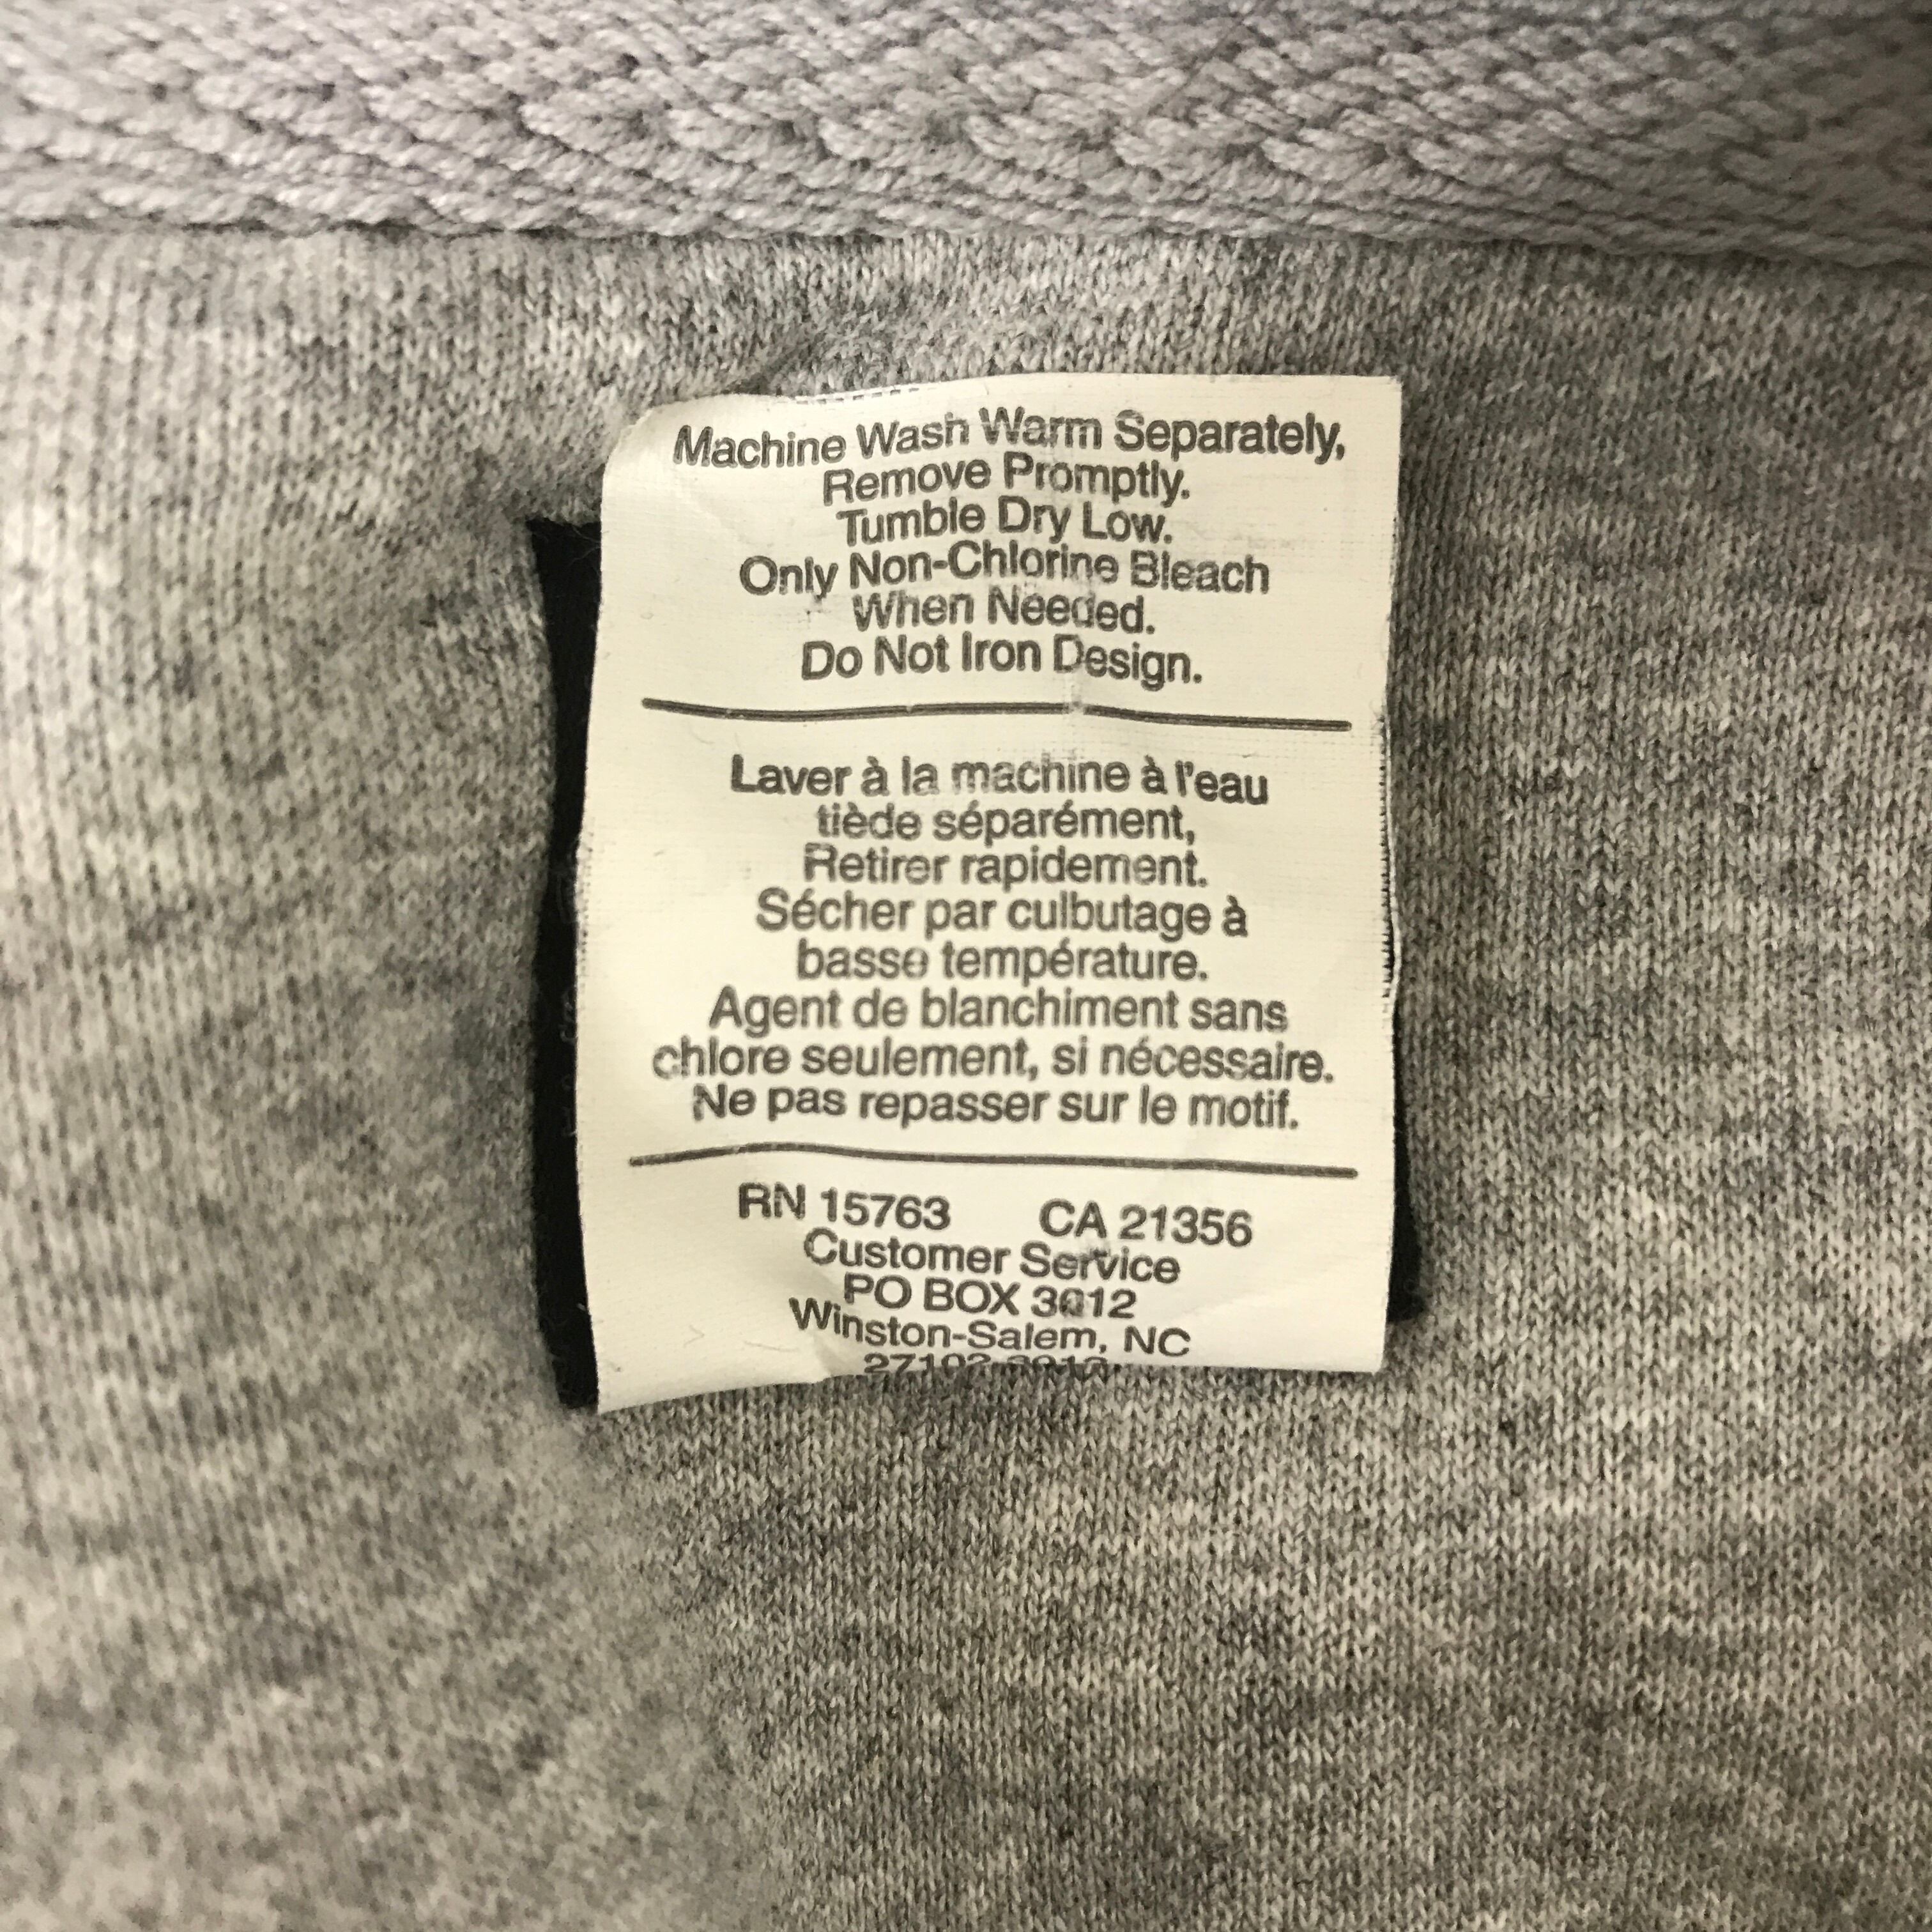 Machine Wash Warm Separately,
Remove Promptly.
Tumble Dry Low.
Only Non-Chlorine Bleach
When Needed.
Do Not Iron Design.
Laver à la machine à l'eau
tiède séparément,
Retirer rapidement.
Sécher par culbutage à
basse température.
Agent de blanchiment sans
chlore seulement, si nécessaire.
Ne pas repasser sur le motif.
RN 15763 CA 21356
Customer Service
PO BOX 3012
Winston-Salem, NC